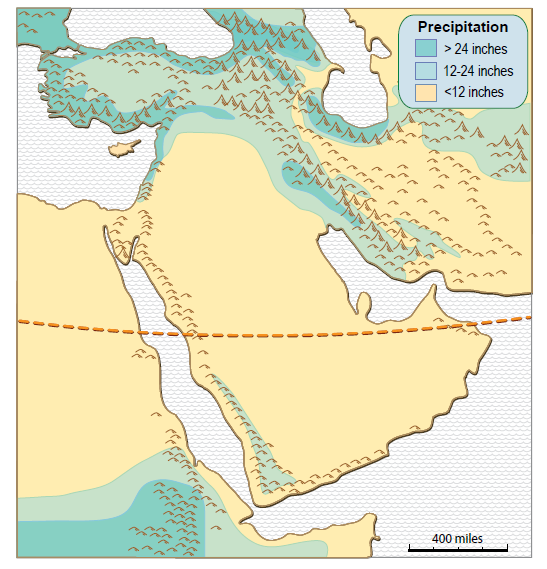 Precipitation
> 24 inches
12-24 inches
<12 inches
400 miles